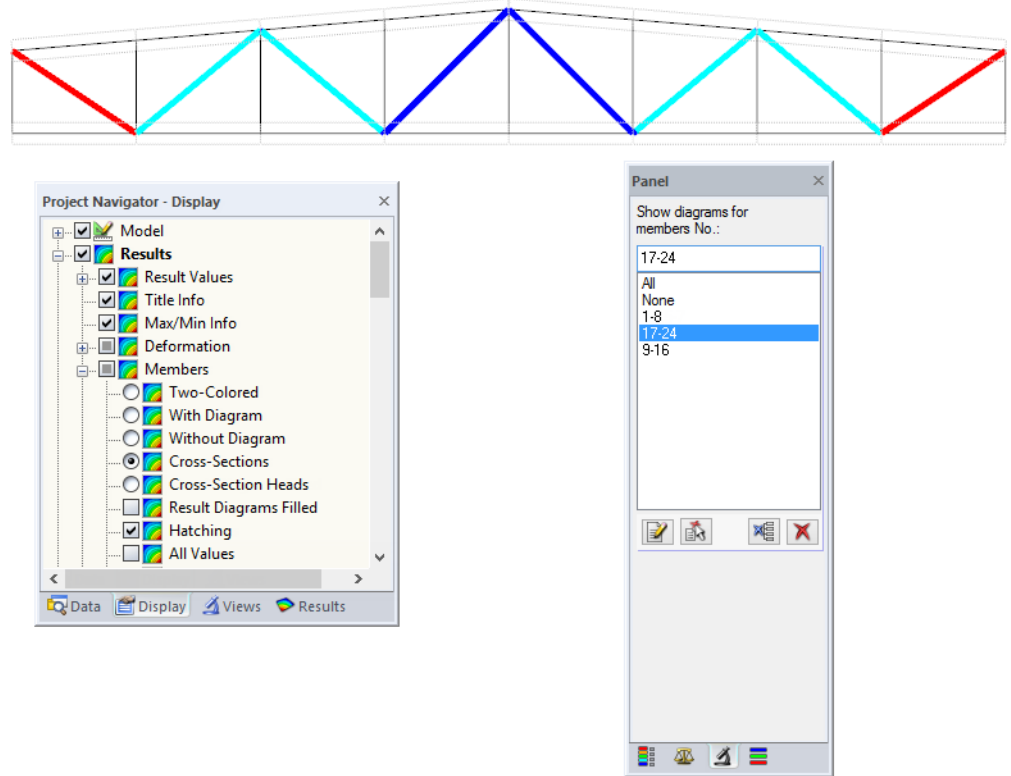 Project Navigator - Display
Model
Results
Result Values
Title Info
Max/Min Info
Deformation
Members
Two-Colored
With Diagram
Without Diagram
Cross-Sections
Cross-Section Heads
Result Diagrams Filled
Hatching
All Values
Data Display Views Results
Panel
Show diagrams for
members No.:
17-24
All
None
1-8
17-24
9-16